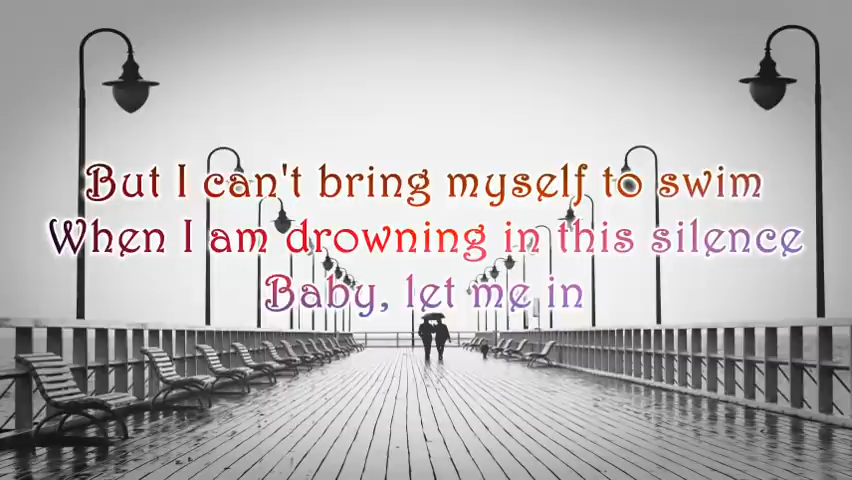 But I can't bring myself to swim
When I am drowning in this silence
Baby, let me in